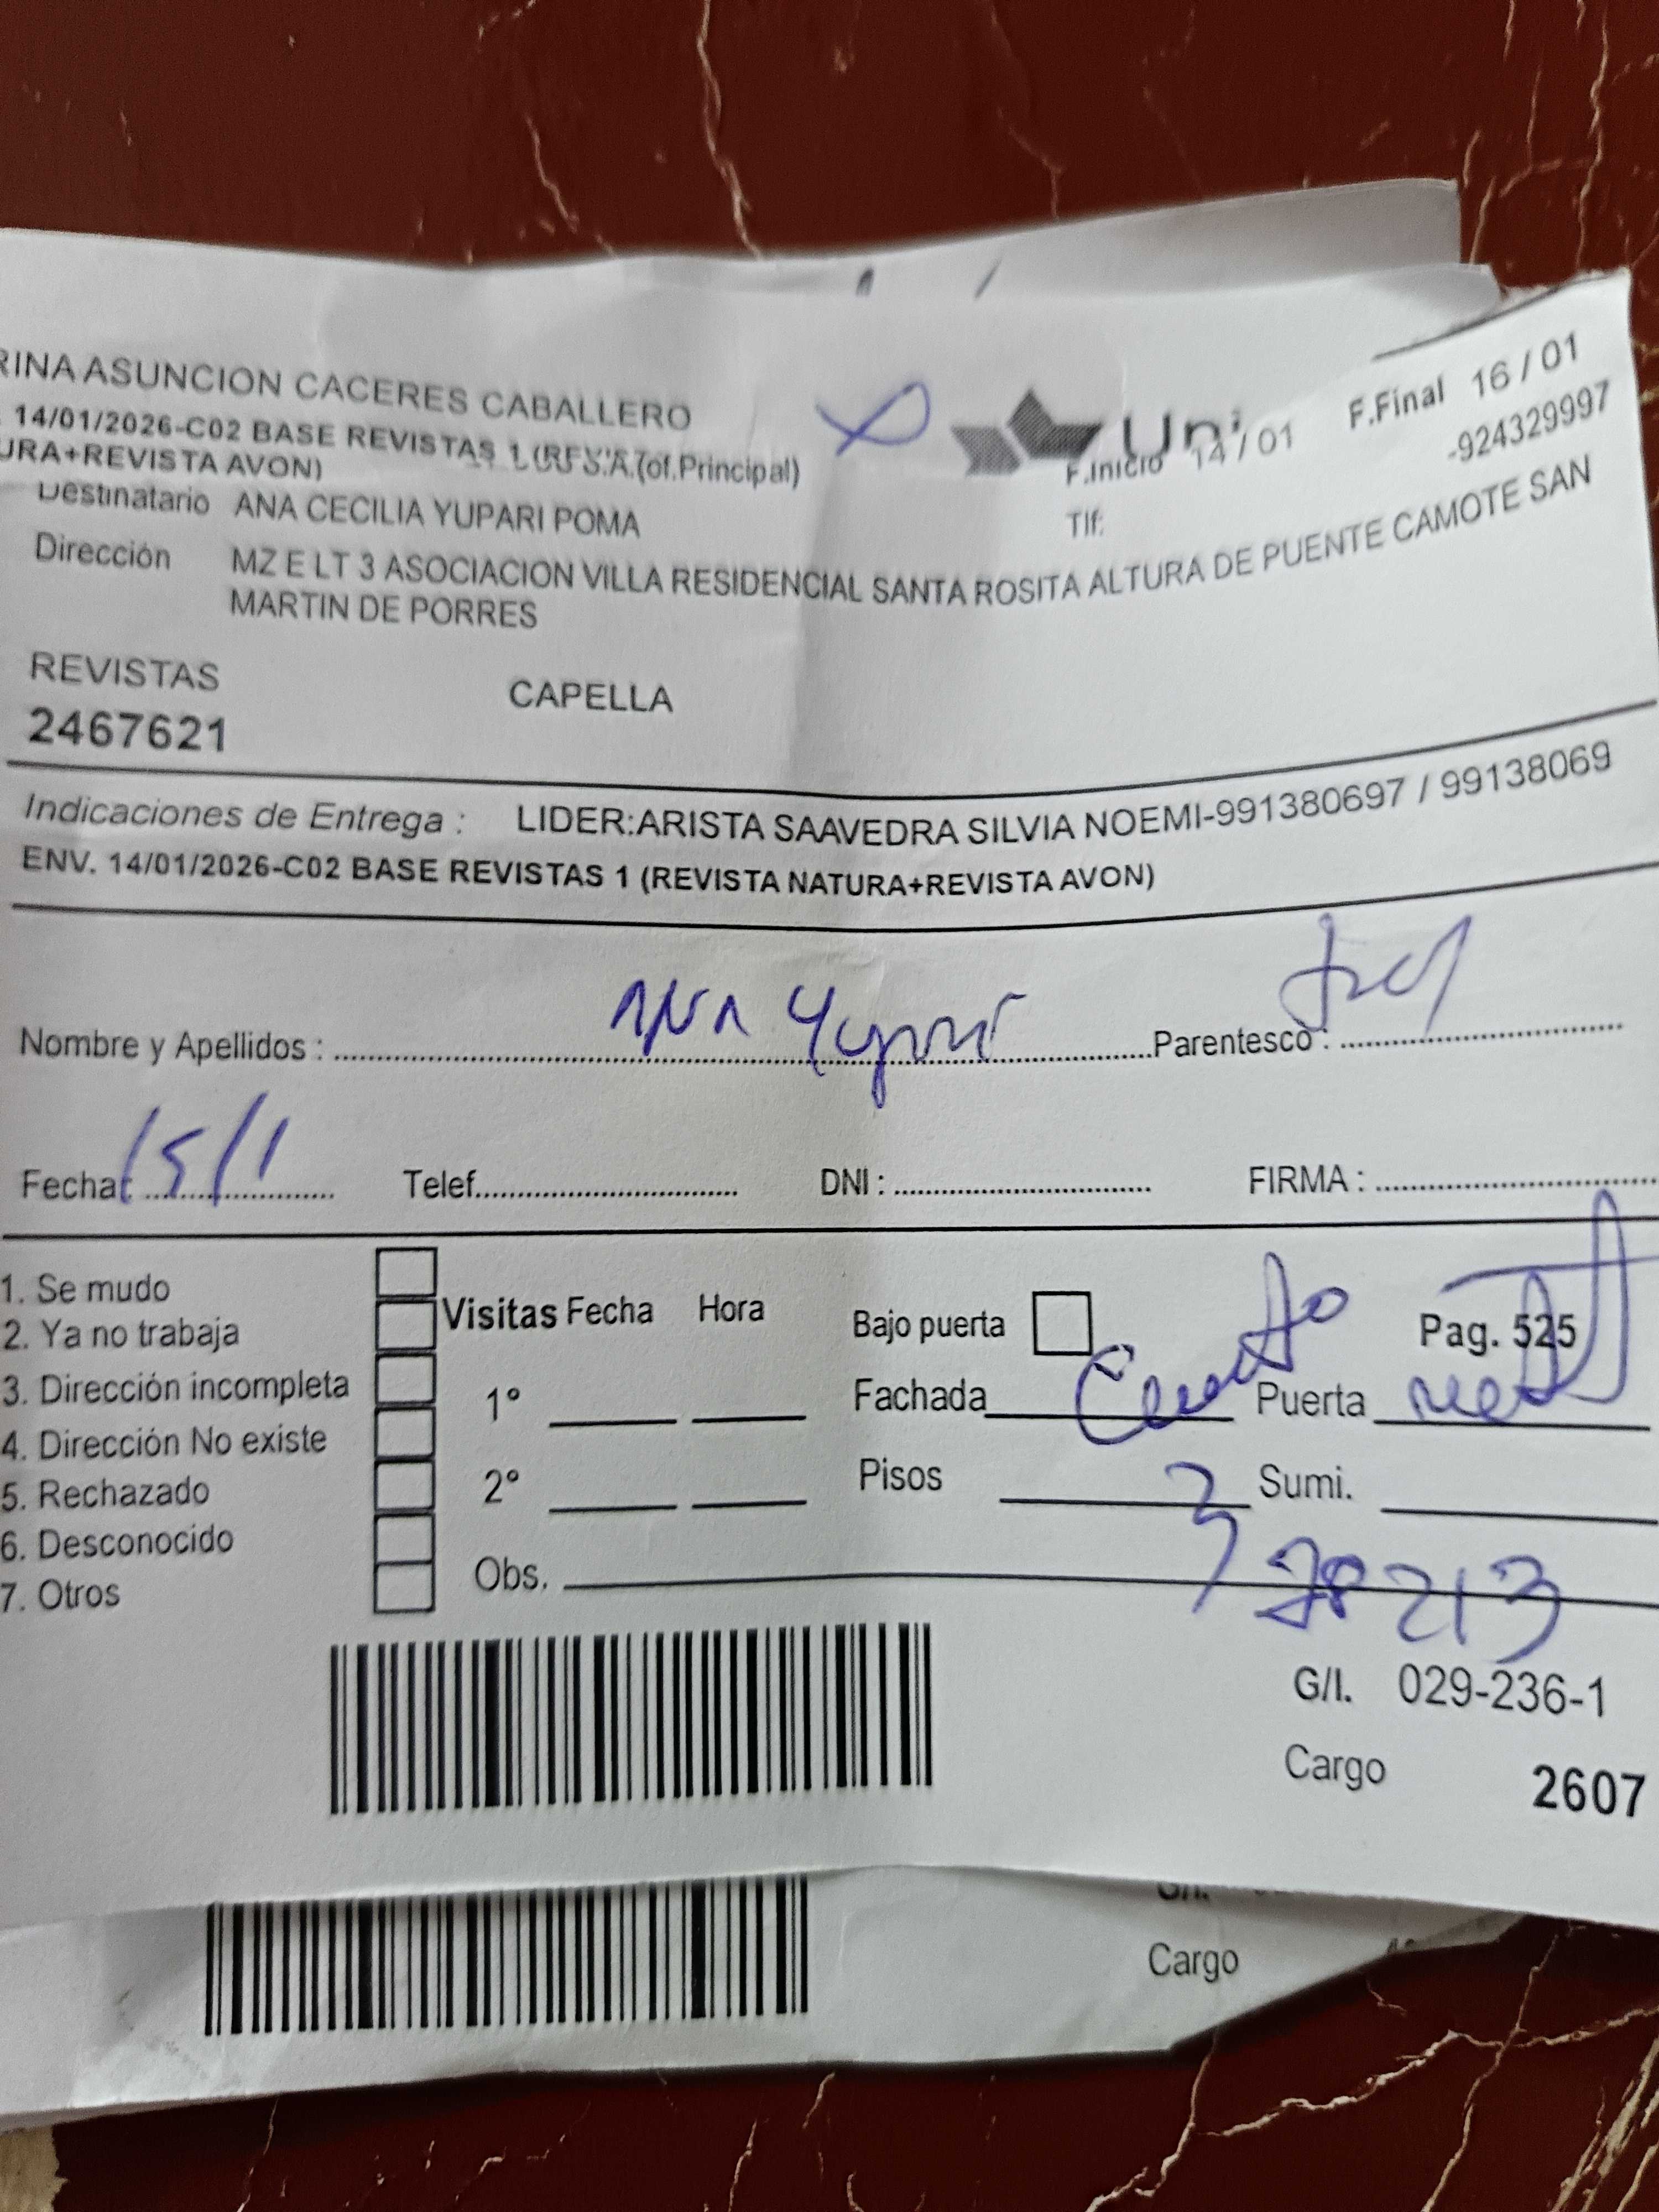 RINA ASUNCION CACERES CABALLERO
14/01/2026-C02 BASE REVISTAS 1 (of.Principal)
URA+REVISTA AVON)
Uni
F.Inicio 14/01
F.Final 16/01
Destinatario ANA CECILIA YUPARI POMA
Tlf: -924329997
Dirección MZ E LT 3 ASOCIACION VILLA RESIDENCIAL SANTA ROSITA ALTURA DE PUENTE CAMOTE SAN
MARTIN DE PORRES
REVISTAS CAPELLA
2467621
Indicaciones de Entrega : LIDER:ARISTA SAAVEDRA SILVIA NOEMI-991380697 / 99138069
ENV. 14/01/2026-C02 BASE REVISTAS 1 (REVISTA NATURA+REVISTA AVON)
Nombre y Apellidos : Ana Yupari Parentesco :
Fecha: 15/1 Telef. DNI : FIRMA :
1. Se mudo
2. Ya no trabaja
3. Dirección incompleta
4. Dirección No existe
5. Rechazado
6. Desconocido
7. Otros
Visitas Fecha Hora
1°
2°
Obs.
Bajo puerta Pag. 525
Fachada Puerta
Pisos 3 Sumi.
78213
G/I. 029-236-1
Cargo 2607
Cargo